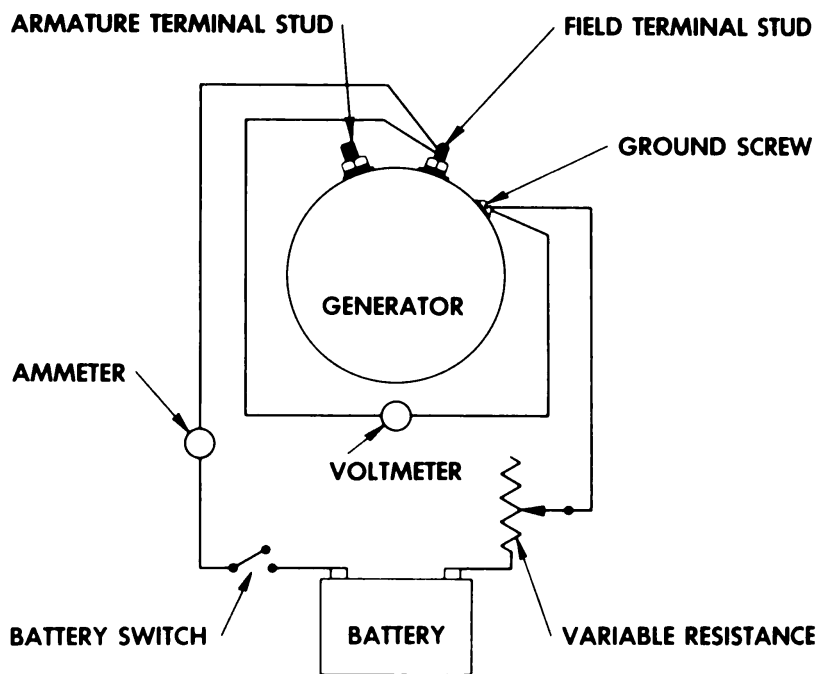 ARMATURE TERMINAL STUD
FIELD TERMINAL STUD
GROUND SCREW
GENERATOR
AMMETER
VOLTMETER
BATTERY SWITCH
BATTERY
VARIABLE RESISTANCE